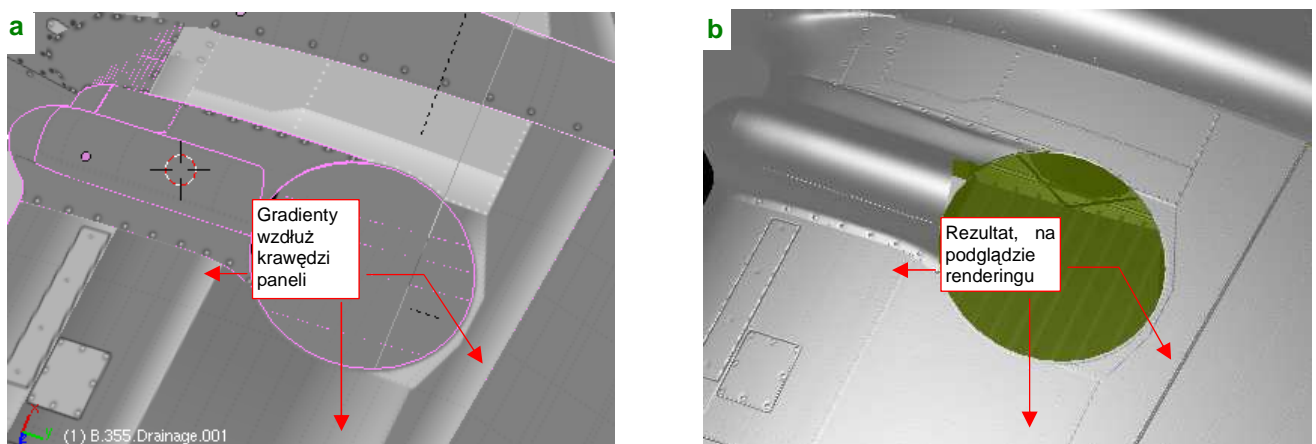 a
Gradienty
wzdłuż
krawędzi
paneli
(1) B.355.Drainage.001
b
Rezultat, na
podglądzie
renderingu